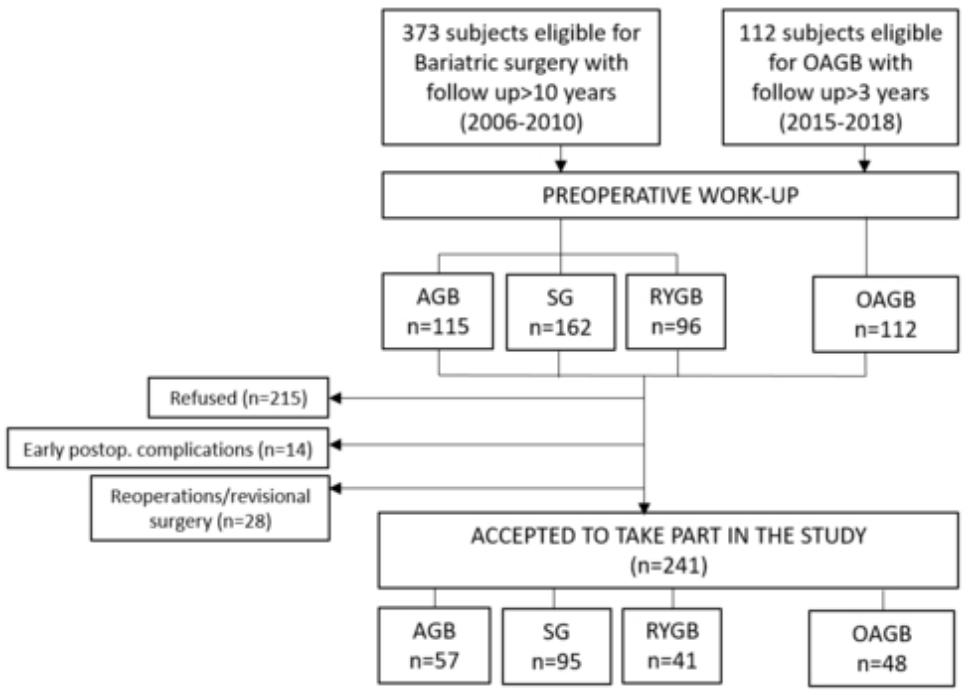 373 subjects eligible for
Bariatric surgery with
follow up>10 years
(2006-2010)
112 subjects eligible
for OAGB with
follow up>3 years
(2015-2018)
PREOPERATIVE WORK-UP
AGB
n=115
SG
n=162
RYGB
n=96
OAGB
n=112
Refused (n=215)
Early postop. complications (n=14)
Reoperations/revisional
surgery (n=28)
ACCEPTED TO TAKE PART IN THE STUDY
(n=241)
AGB
n=57
SG
n=95
RYGB
n=41
OAGB
n=48